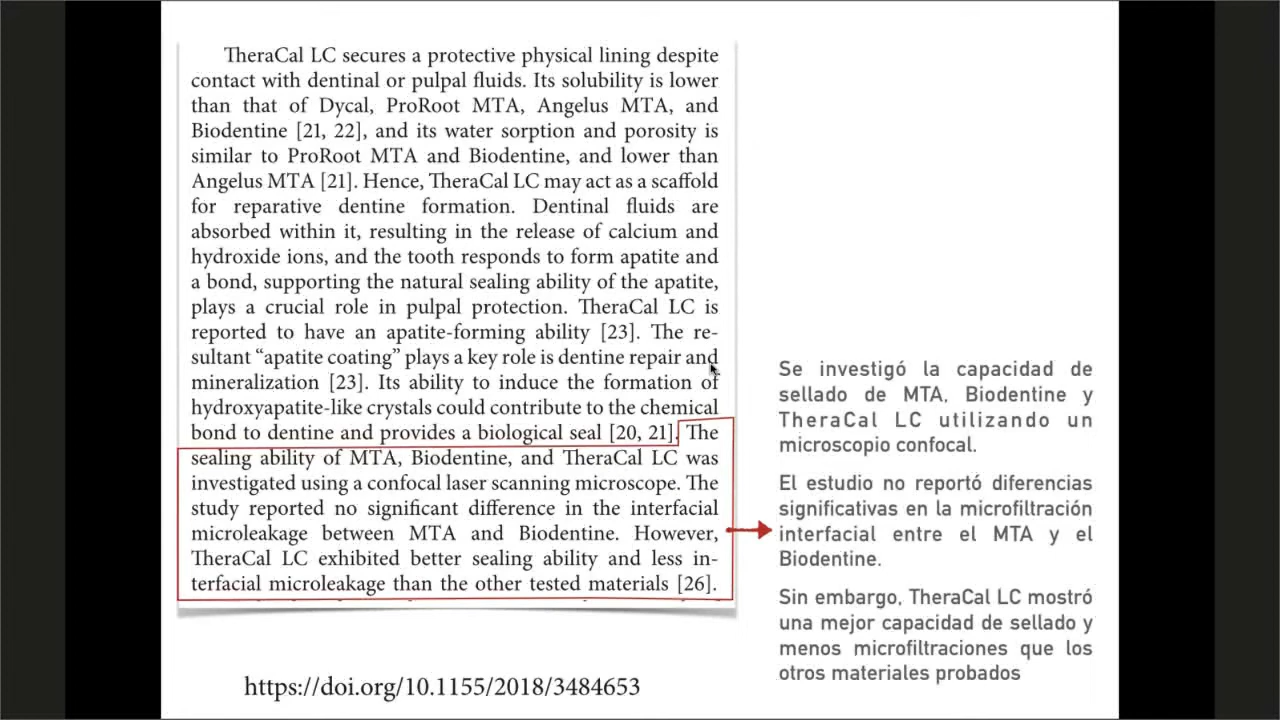 TheraCal LC secures a protective physical lining despite
contact with dentinal or pulpal fluids. Its solubility is lower
than that of Dycal, ProRoot MTA, Angelus MTA, and
Biodentine [21, 22], and its water sorption and porosity is
similar to ProRoot MTA and Biodentine, and lower than
Angelus MTA [21]. Hence, TheraCal LC may act as a scaffold
for reparative dentine formation. Dentinal fluids are
absorbed within it, resulting in the release of calcium and
hydroxide ions, and the tooth responds to form apatite and
a bond, supporting the natural sealing ability of the apatite,
plays a crucial role in pulpal protection. TheraCal LC is
reported to have an apatite-forming ability [23]. The re-
sultant “apatite coating” plays a key role is dentine repair and
mineralization [23]. Its ability to induce the formation of
hydroxyapatite-like crystals could contribute to the chemical
bond to dentine and provides a biological seal [20, 21]. The
sealing ability of MTA, Biodentine, and TheraCal LC was
investigated using a confocal laser scanning microscope. The
study reported no significant difference in the interfacial
microleakage between MTA and Biodentine. However,
TheraCal LC exhibited better sealing ability and less in-
terfacial microleakage than the other tested materials [26].
Se investigó la capacidad de
sellado de MTA, Biodentine y
TheraCal LC utilizando un
microscopio confocal.
El estudio no reportó diferencias
significativas en la microfiltración
interfacial entre el MTA y el
Biodentine.
Sin embargo, TheraCal LC mostró
una mejor capacidad de sellado y
menos microfiltraciones que los
otros materiales probados
https://doi.org/10.1155/2018/3484653